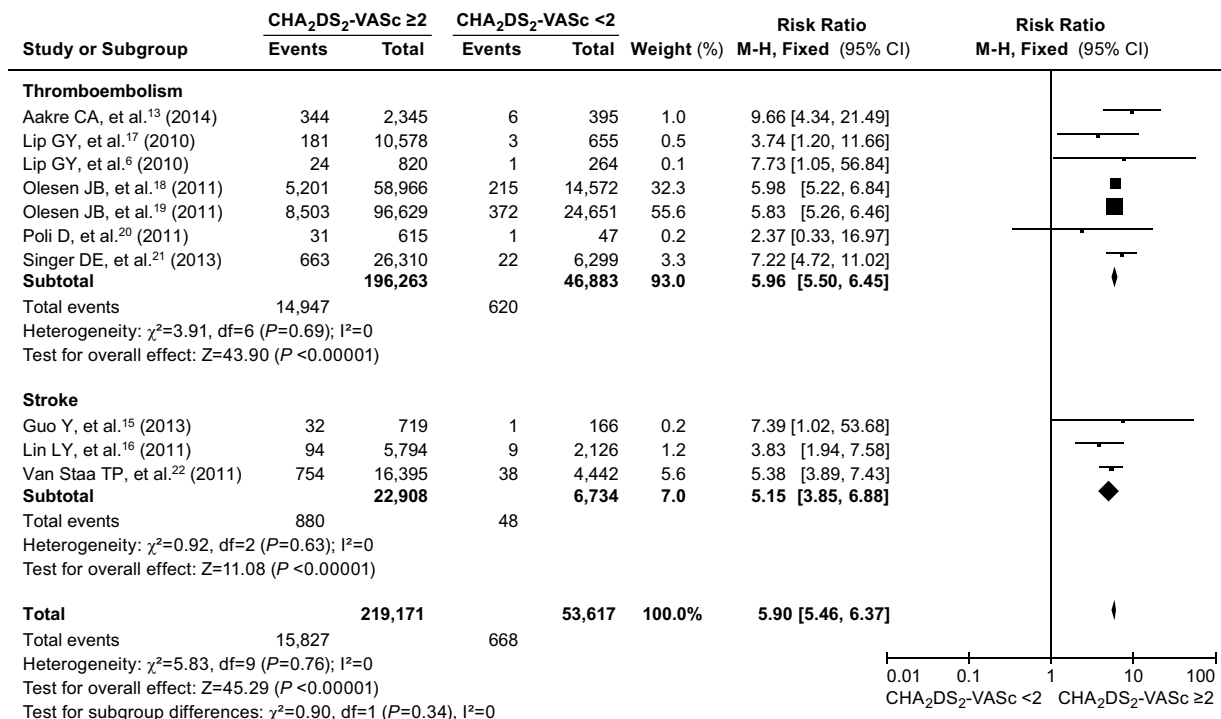 CHA₂DS₂-VASc ≥2 CHA₂DS₂-VASc <2 Risk Ratio Risk Ratio
Study or Subgroup Events Total Events Total Weight (%) M-H, Fixed (95% CI) M-H, Fixed (95% CI)
Thromboembolism
Aakre CA, et al.¹³ (2014) 344 2,345 6 395 1.0 9.66 [4.34, 21.49]
Lip GY, et al.¹⁷ (2010) 181 10,578 3 655 0.5 3.74 [1.20, 11.66]
Lip GY, et al.⁶ (2010) 24 820 1 264 0.1 7.73 [1.05, 56.84]
Olesen JB, et al.¹⁸ (2011) 5,201 58,966 215 14,572 32.3 5.98 [5.22, 6.84]
Olesen JB, et al.¹⁹ (2011) 8,503 96,629 372 24,651 55.6 5.83 [5.26, 6.46]
Poli D, et al.²⁰ (2011) 31 615 1 47 0.2 2.37 [0.33, 16.97]
Singer DE, et al.²¹ (2013) 663 26,310 22 6,299 3.3 7.22 [4.72, 11.02]
Subtotal 196,263 46,883 93.0 5.96 [5.50, 6.45]
Total events 14,947 620
Heterogeneity: χ²=3.91, df=6 (P=0.69); I²=0
Test for overall effect: Z=43.90 (P <0.00001)
Stroke
Guo Y, et al.¹⁵ (2013) 32 719 1 166 0.2 7.39 [1.02, 53.68]
Lin LY, et al.¹⁶ (2011) 94 5,794 9 2,126 1.2 3.83 [1.94, 7.58]
Van Staa TP, et al.²² (2011) 754 16,395 38 4,442 5.6 5.38 [3.89, 7.43]
Subtotal 22,908 6,734 7.0 5.15 [3.85, 6.88]
Total events 880 48
Heterogeneity: χ²=0.92, df=2 (P=0.63); I²=0
Test for overall effect: Z=11.08 (P <0.00001)
Total 219,171 53,617 100.0% 5.90 [5.46, 6.37]
Total events 15,827 668
Heterogeneity: χ²=5.83, df=9 (P=0.76); I²=0
Test for overall effect: Z=45.29 (P <0.00001)
Test for subgroup differences: χ²=0.90, df=1 (P=0.34), I²=0
0.01 0.1 1 10 100
CHA₂DS₂-VASc <2 CHA₂DS₂-VASc ≥2